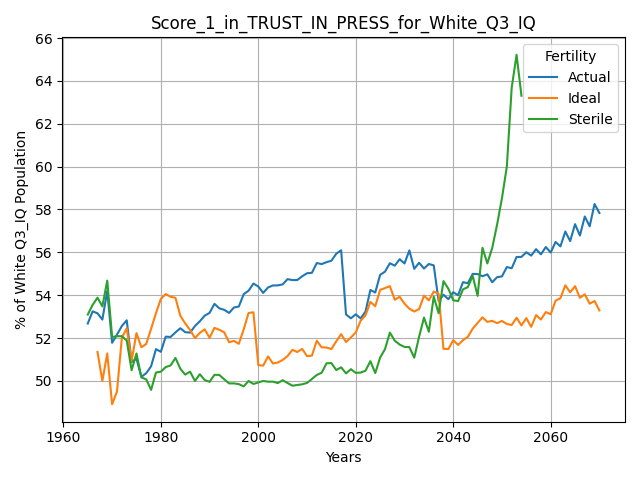 Score_1_in_TRUST_IN_PRESS_for_White_Q3_IQ
% of White Q3_IQ Population
66
64
62
60
58
56
54
52
50
Fertility
Actual
Ideal
Sterile
1960
1980
2000
2020
2040
2060
Years